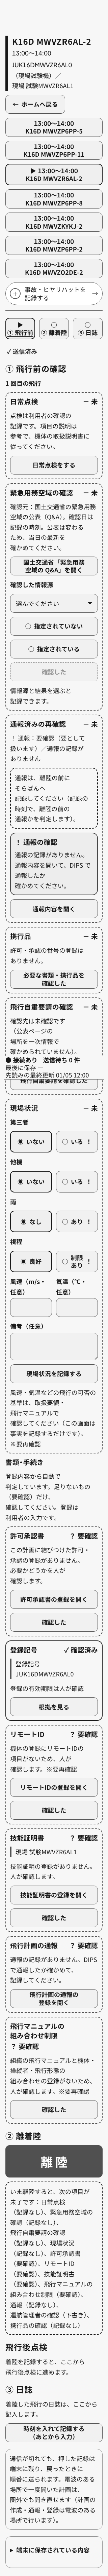 K16D MWVZR6AL-2
13:00〜14:00
JUK16DMWVZR6AL0
（現場試験機）／
現場 試験MWVZR6AL1
← ホームへ戻る
13:00〜14:00
K16D MWVZP6PP-5
13:00〜14:00
K16D MWVZP6PP-11
▶ 13:00〜14:00
K16D MWVZR6AL-2
13:00〜14:00
K16D MWVZP6PP-8
13:00〜14:00
K16D MWVZKYKJ-2
13:00〜14:00
K16D MWVZP6PP-2
13:00〜14:00
K16D MWVZO2DE-2
＋ 事故・ヒヤリハットを
記録する →
▶
① 飛行前
○
② 離着陸
○
③ 日誌
✓ 送信済み
① 飛行前の確認
1 回目の飛行
日常点検 — 未
点検は利用者の確認の
記録です。項目の説明は
参考で、機体の取扱説明書に
従ってください。
日常点検をする
緊急用務空域の確認 — 未
確認元：国土交通省の緊急用務
空域の公表（Q&A）。確認日は
記録の時刻。公表は変わる
ため、当日の最新を
確かめてください。
国土交通省「緊急用務
空域の Q&A」を開く
確認した情報源
選んでください
○ 指定されていない
○ 指定されている
確認した
情報源と結果を選ぶと
記録できます。
通報済みの再確認 — 未
！ 通報：要確認（要として
扱います）／通報の記録が
ありません
通報は、離陸の前に
そらばんへ
記録してください（記録の
時刻で、離陸の前の
通報かを判定します）。
！ 通報の確認
通報の記録がありません。
通報内容を開いて、DIPS で
通報したか
確かめてください。
通報内容を開く
携行品 — 未
許可・承認の番号の登録は
ありません。
必要な書類・携行品を
確認した
飛行自粛要請の確認 — 未
確認先は未確認です
（公表ページの
場所を一次情報で
確かめられていません）。
● 接続あり 送信待ち 0 件
最後に保存 —
先読みの最終更新 01/05 12:00
飛行自粛要請を確認した
現場状況 — 未
第三者
◉ いない
○ いる ！
他機
◉ いない
○ いる ！
雨
◉ なし
○ あり ！
視程
◉ 良好
○ 制限
あり ！
風速（m/s・
任意）
気温（℃・
任意）
備考（任意）
現場状況を記録する
風速・気温などの飛行の可否の
基準は、取扱要領・
飛行マニュアルで
確認してください（この画面は
事実を記録するだけです）。
※要再確認
書類・手続き
登録内容から自動で
判定しています。足りないもの
（要確認）だけ、
確認してください。登録は
利用者の入力です。
許可承認書 ？ 要確認
この計画に結びつけた許可・
承認の登録がありません。
必要かどうかを人が
確認します。
許可承認書の登録を開く
確認した
登録記号 ✓ 確認済み
登録記号
JUK16DMWVZR6AL0
登録の有効期限は人が確認
根拠を見る
リモートID ？ 要確認
機体の登録にリモートIDの
項目がないため、人が
確認します。※要再確認
リモートIDの登録を開く
確認した
技能証明書 ？ 要確認
現場 試験MWVZR6AL1
技能証明の登録がありません。
人が確認します。
技能証明書の登録を開く
確認した
飛行計画の通報 ？ 要確認
通報の記録がありません。DIPS
で通報したか確かめて、
記録してください。
飛行計画の通報の
登録を開く
飛行マニュアルの
組み合わせ制限
？ 要確認
組織の飛行マニュアルと機体・
操縦者・飛行形態の
組み合わせの登録がないため、
人が確認します。※要再確認
確認した
② 離着陸
離陸
いま離陸すると、次の項目が
未了です：日常点検
（記録なし）、緊急用務空域の
確認（記録なし）、
飛行自粛要請の確認
（記録なし）、現場状況
（記録なし）、許可承認書
（要確認）、リモートID
（要確認）、技能証明書
（要確認）、飛行マニュアルの
組み合わせ制限（要確認）、
通報（記録なし）、
運航管理者の確認（下書き）、
携行品の確認（記録なし）
飛行後点検
着陸を記録すると、ここから
飛行後点検に進めます。
③ 日誌
着陸した飛行の日誌は、ここから
記入します。
時刻を入れて記録する
（あとから入力）
通信が切れても、押した記録は
端末に残り、戻ったときに
順番に送られます。電波のある
場所で一度開いた計画は、
圏外でも開き直せます（計画の
作成・通報・登録は電波のある
場所で行います）。
▶ 端末に保存されている内容